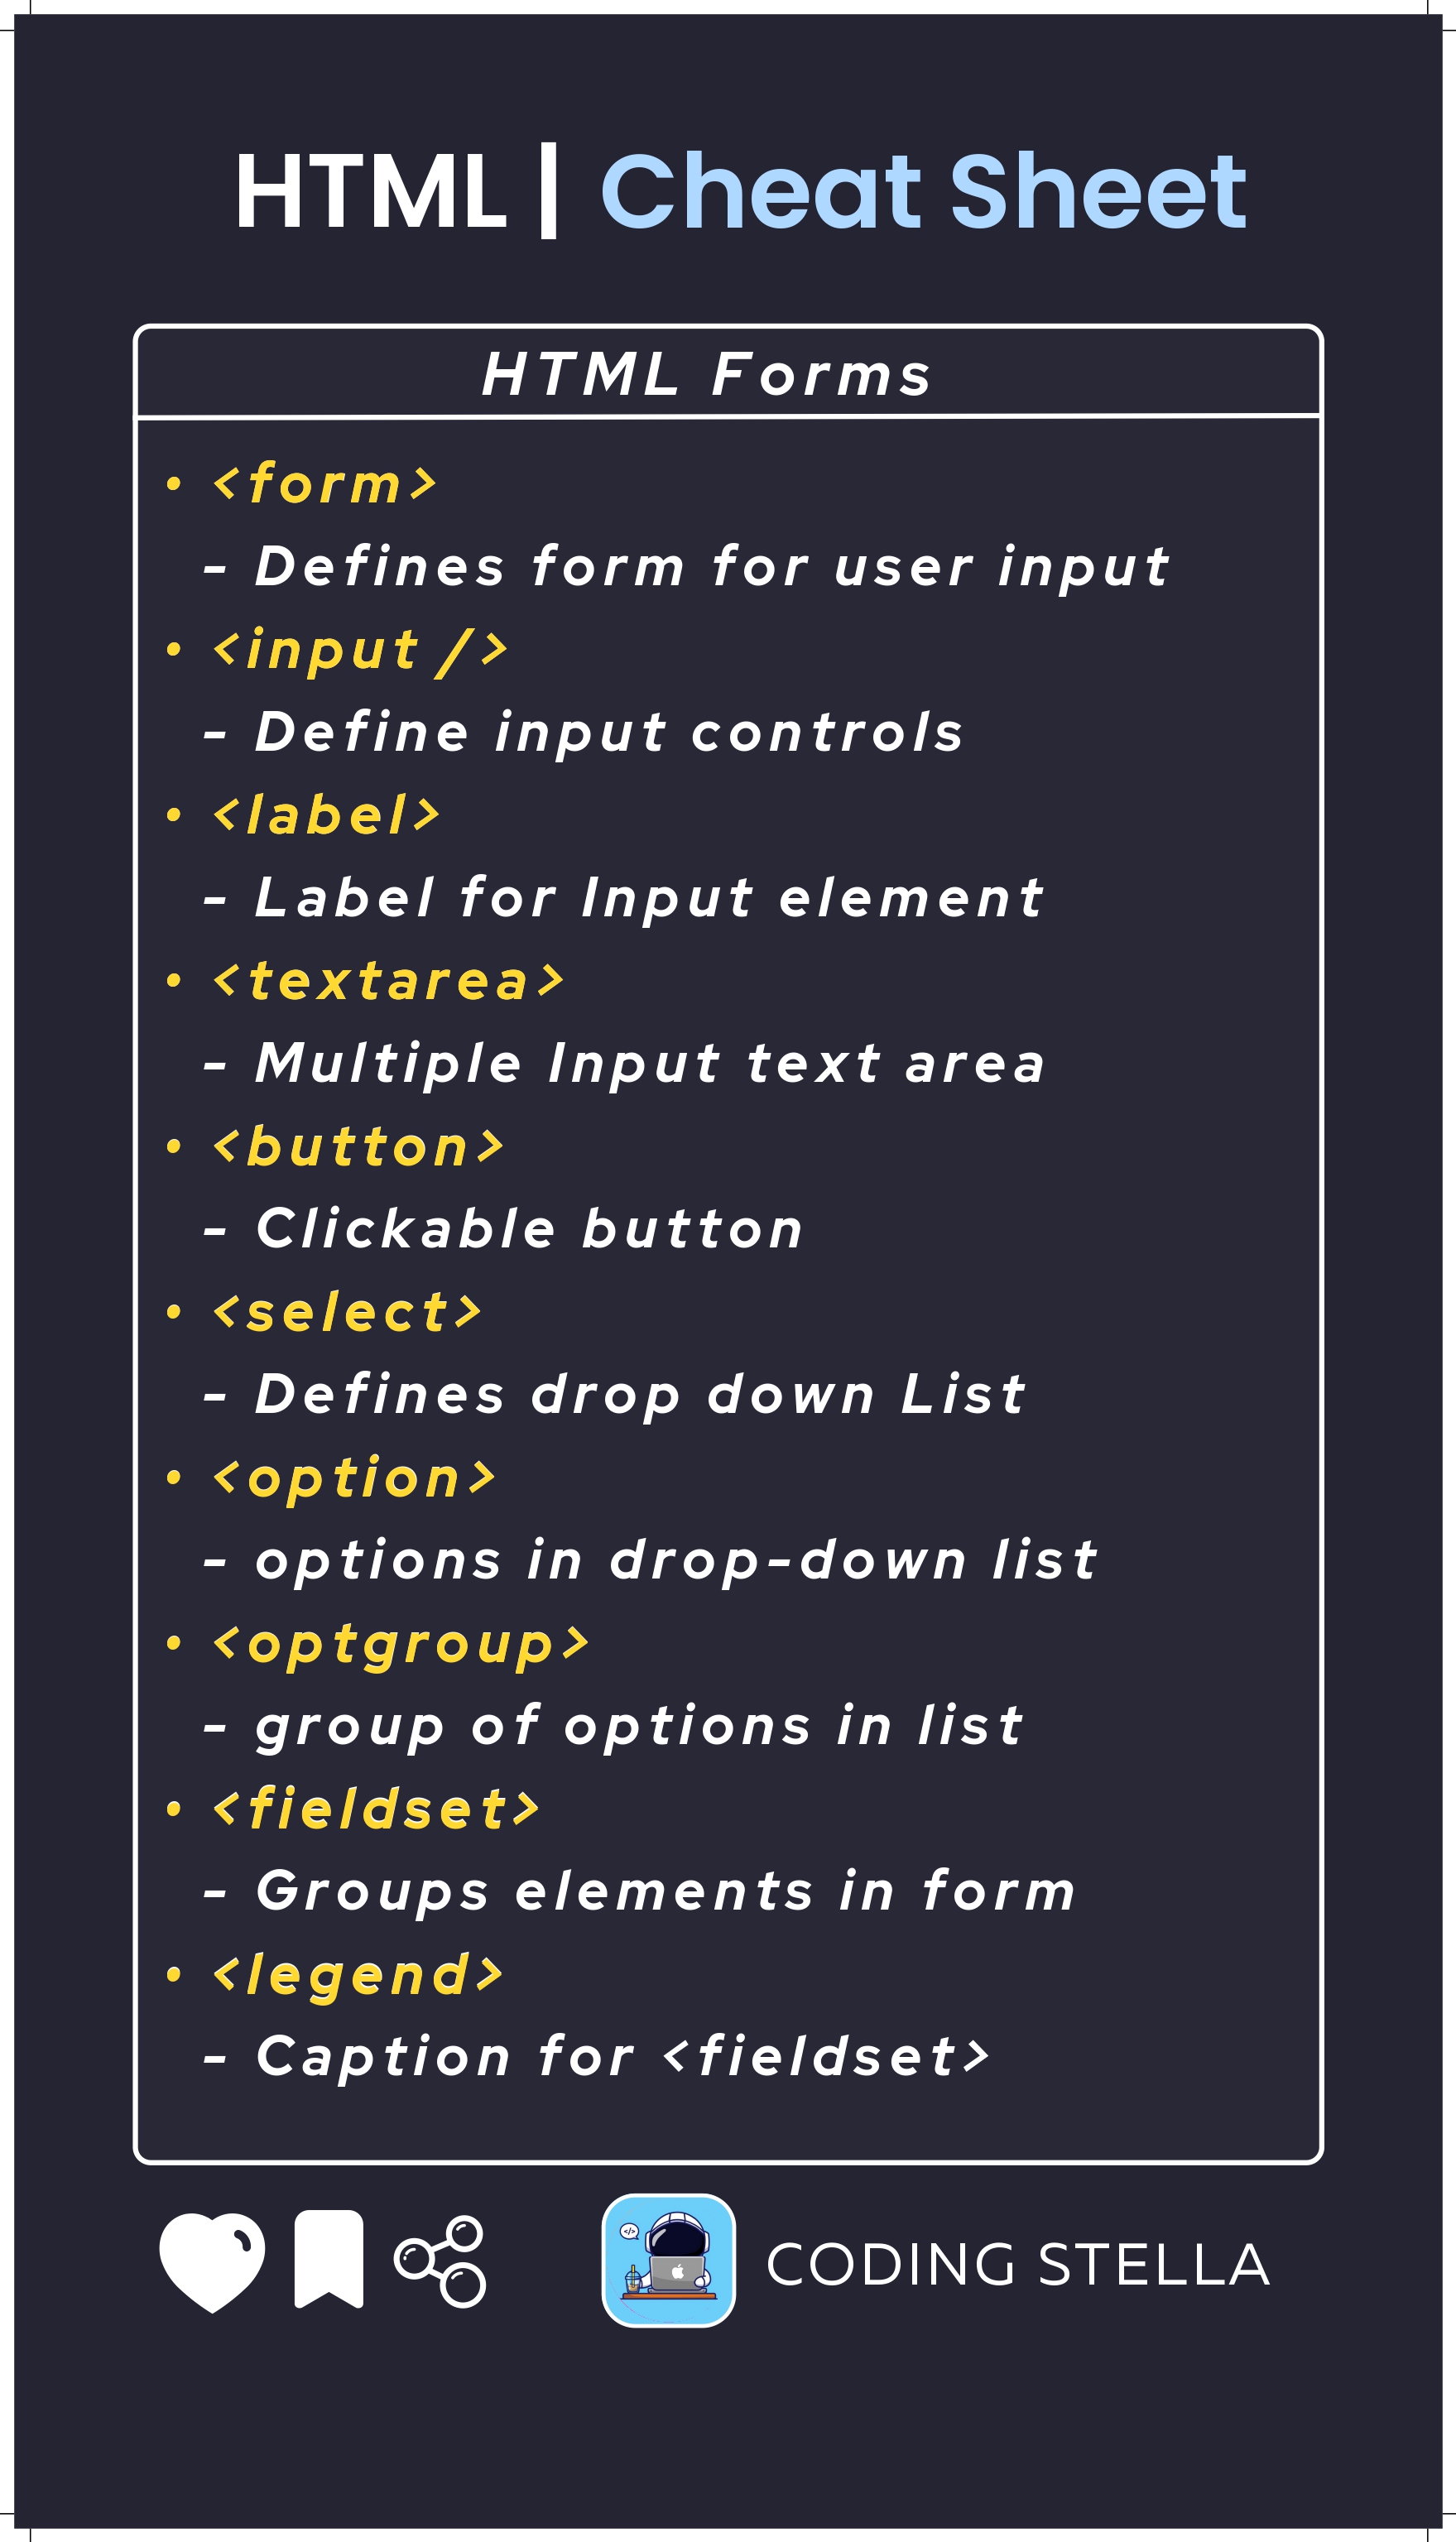 HTML | Cheat Sheet
HTML Forms
• <form>
- Defines form for user input
• <input />
- Define input controls
• <label>
- Label for Input element
• <textarea>
- Multiple Input text area
• <button>
- Clickable button
• <select>
- Defines drop down List
• <option>
- options in drop-down list
• <optgroup>
- group of options in list
• <fieldset>
- Groups elements in form
• <legend>
- Caption for <fieldset>
</>
CODING STELLA